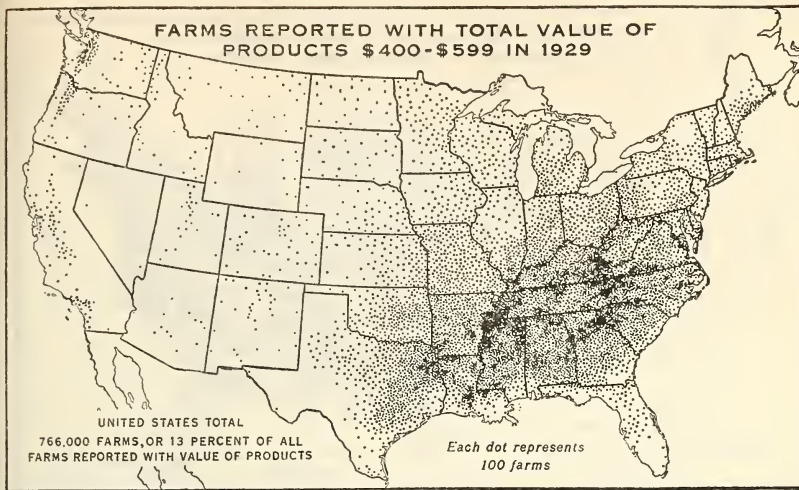 FARMS REPORTED WITH TOTAL VALUE OF
PRODUCTS $400-$599 IN 1929
UNITED STATES TOTAL
766,000 FARMS, OR 13 PERCENT OF ALL
FARMS REPORTED WITH VALUE OF PRODUCTS
Each dot represents
100 farms